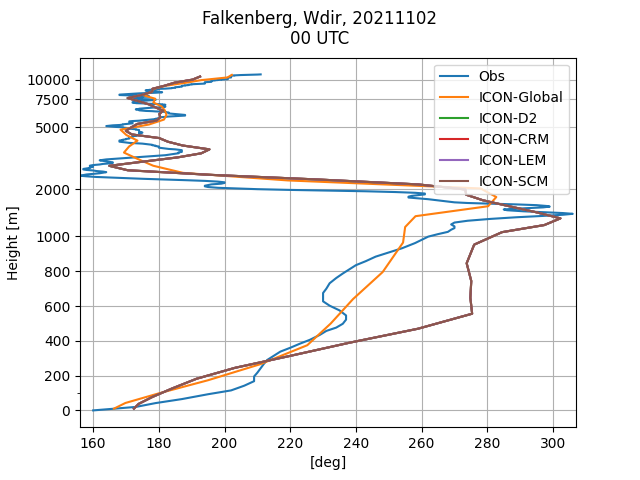 Falkenberg, Wdir, 20211102
00 UTC
Obs
ICON-Global
ICON-D2
ICON-CRM
ICON-LEM
ICON-SCM
10000
7500
5000
2000
1000
800
600
400
200
0
Height [m]
160 180 200 220 240 260 280 300
[deg]